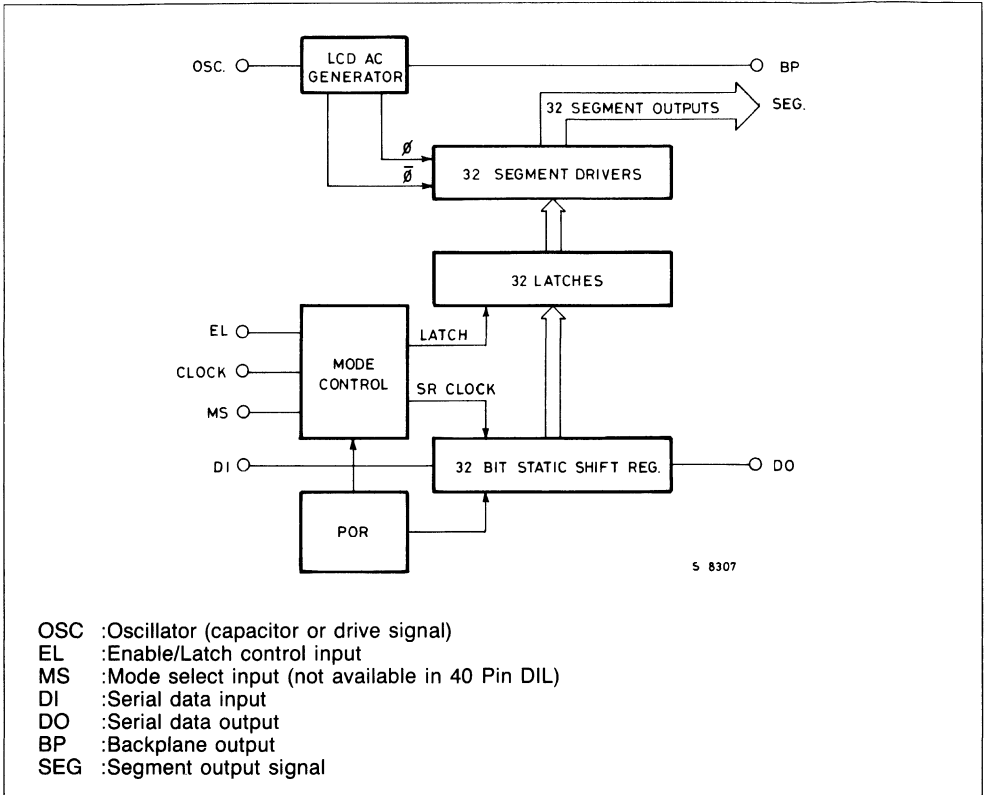 OSC.
LCD AC
GENERATOR
BP
32 SEGMENT OUTPUTS
SEG.
ø
ø̅
32 SEGMENT DRIVERS
32 LATCHES
EL
CLOCK
MS
MODE
CONTROL
LATCH
SR CLOCK
DI
32 BIT STATIC SHIFT REG.
DO
POR
S 8307
OSC :Oscillator (capacitor or drive signal)
EL :Enable/Latch control input
MS :Mode select input (not available in 40 Pin DIL)
DI :Serial data input
DO :Serial data output
BP :Backplane output
SEG :Segment output signal